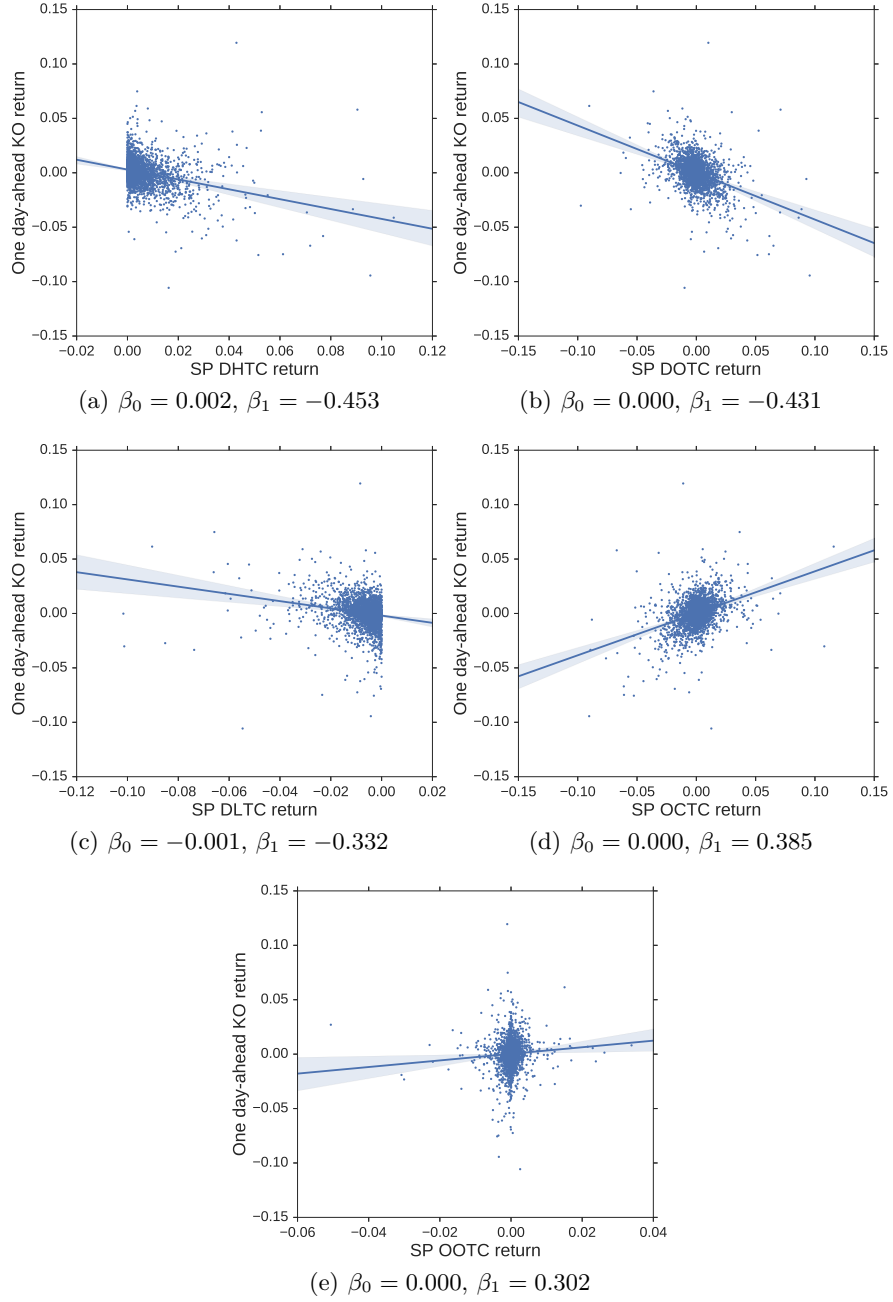 0.15
0.10
0.05
0.00
−0.05
−0.10
−0.15
One day-ahead KO return
−0.02 0.00 0.02 0.04 0.06 0.08 0.10 0.12
SP DHTC return
(a) β0 = 0.002, β1 = −0.453
0.15
0.10
0.05
0.00
−0.05
−0.10
−0.15
One day-ahead KO return
−0.15 −0.10 −0.05 0.00 0.05 0.10 0.15
SP DOTC return
(b) β0 = 0.000, β1 = −0.431
0.15
0.10
0.05
0.00
−0.05
−0.10
−0.15
One day-ahead KO return
−0.12 −0.10 −0.08 −0.06 −0.04 −0.02 0.00 0.02
SP DLTC return
(c) β0 = −0.001, β1 = −0.332
0.15
0.10
0.05
0.00
−0.05
−0.10
−0.15
One day-ahead KO return
−0.15 −0.10 −0.05 0.00 0.05 0.10 0.15
SP OCTC return
(d) β0 = 0.000, β1 = 0.385
0.15
0.10
0.05
0.00
−0.05
−0.10
−0.15
One day-ahead KO return
−0.06 −0.04 −0.02 0.00 0.02 0.04
SP OOTC return
(e) β0 = 0.000, β1 = 0.302